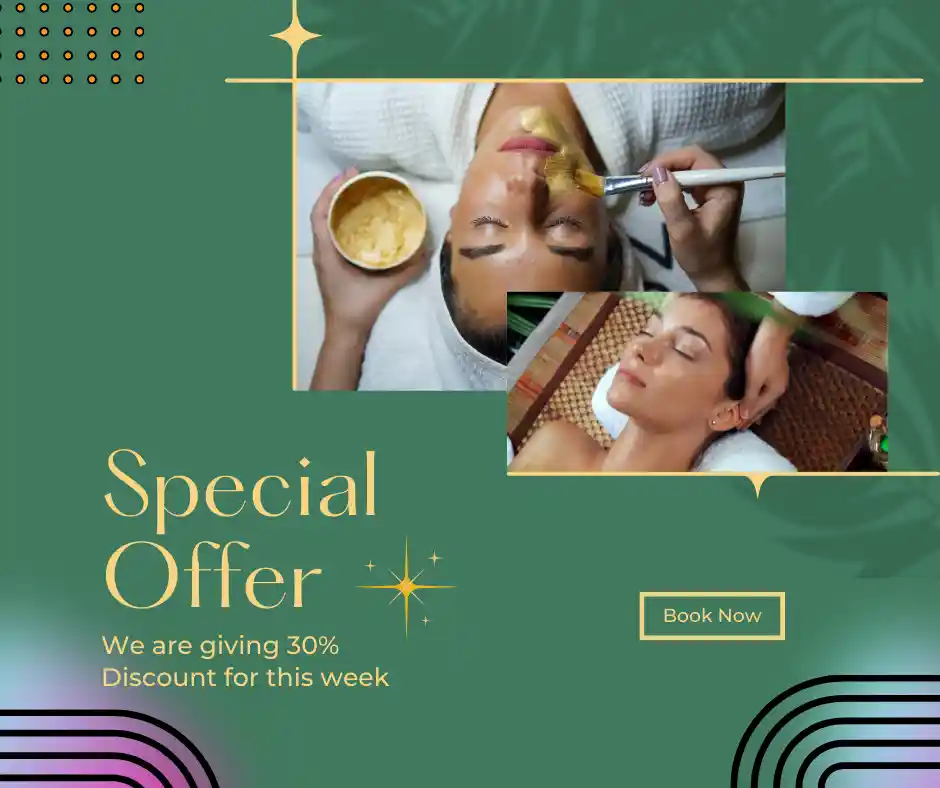 Special
Offer
We are giving 30%
Discount for this week
Book Now